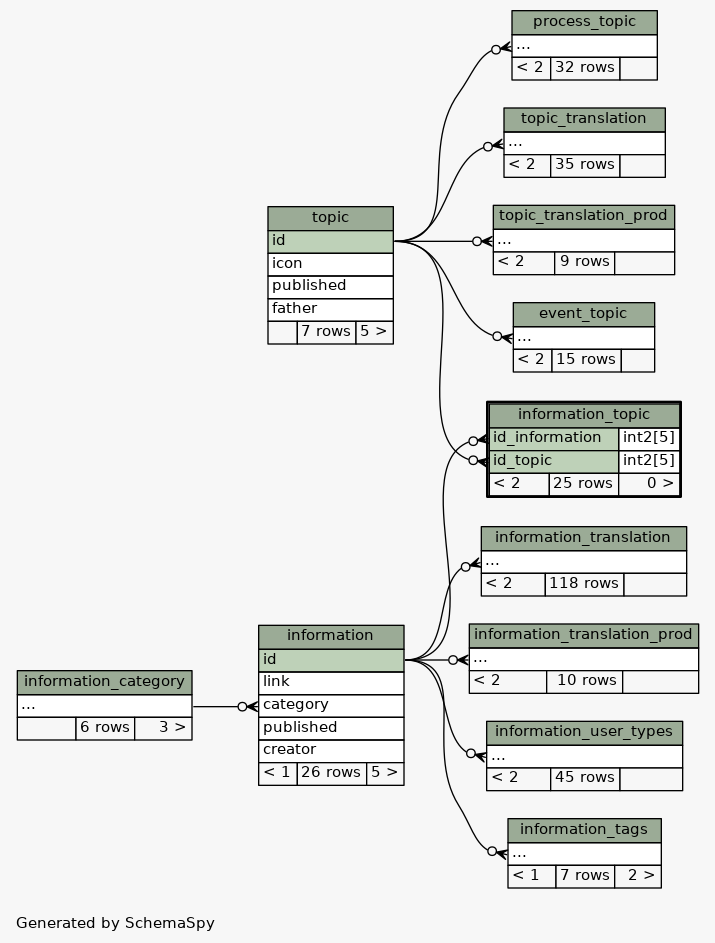 process_topic
...
< 2 32 rows
topic_translation
...
< 2 35 rows
topic_translation_prod
...
< 2 9 rows
topic
id
icon
published
father
7 rows 5 >
event_topic
...
< 2 15 rows
information_topic
id_information int2[5]
id_topic int2[5]
< 2 25 rows 0 >
information_translation
...
< 2 118 rows
information_translation_prod
...
< 2 10 rows
information
id
link
category
published
creator
< 1 26 rows 5 >
information_category
...
6 rows 3 >
information_user_types
...
< 2 45 rows
information_tags
...
< 1 7 rows 2 >
Generated by SchemaSpy